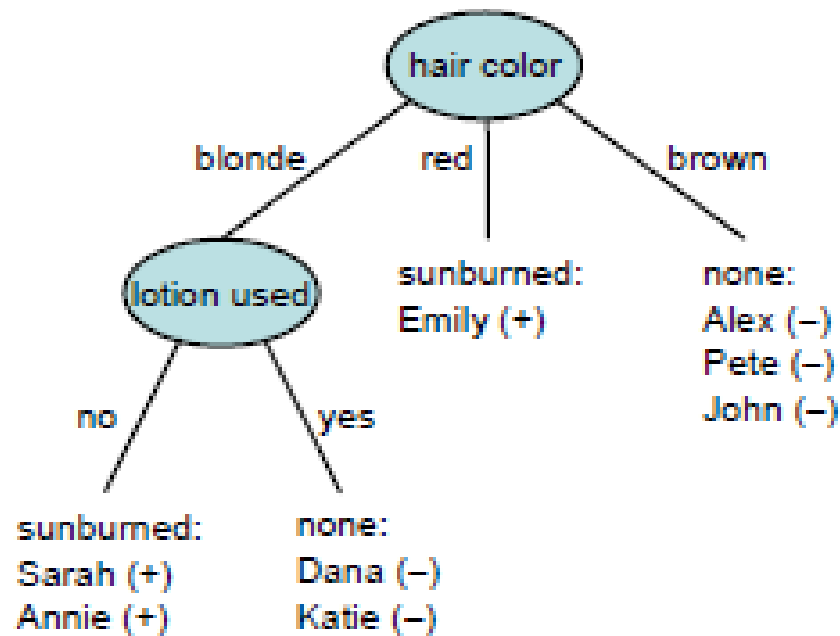 hair color
blonde
red
brown
lotion used
sunburned:
Emily (+)
none:
Alex (–)
Pete (–)
John (–)
no
yes
sunburned:
Sarah (+)
Annie (+)
none:
Dana (–)
Katie (–)